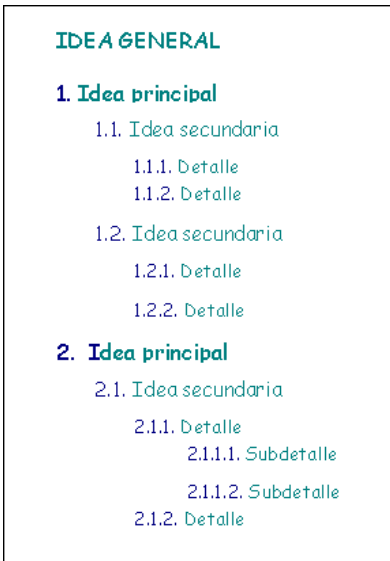 IDEA GENERAL
1. Idea principal
1.1. Idea secundaria
1.1.1. Detalle
1.1.2. Detalle
1.2. Idea secundaria
1.2.1. Detalle
1.2.2. Detalle
2. Idea principal
2.1. Idea secundaria
2.1.1. Detalle
2.1.1.1. Subdetalle
2.1.1.2. Subdetalle
2.1.2. Detalle